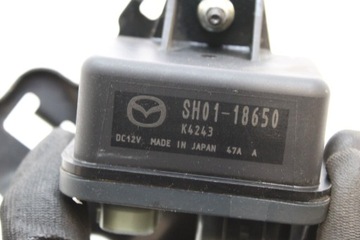 SH01-18650
K4243
DC12V MADE IN JAPAN 47A A